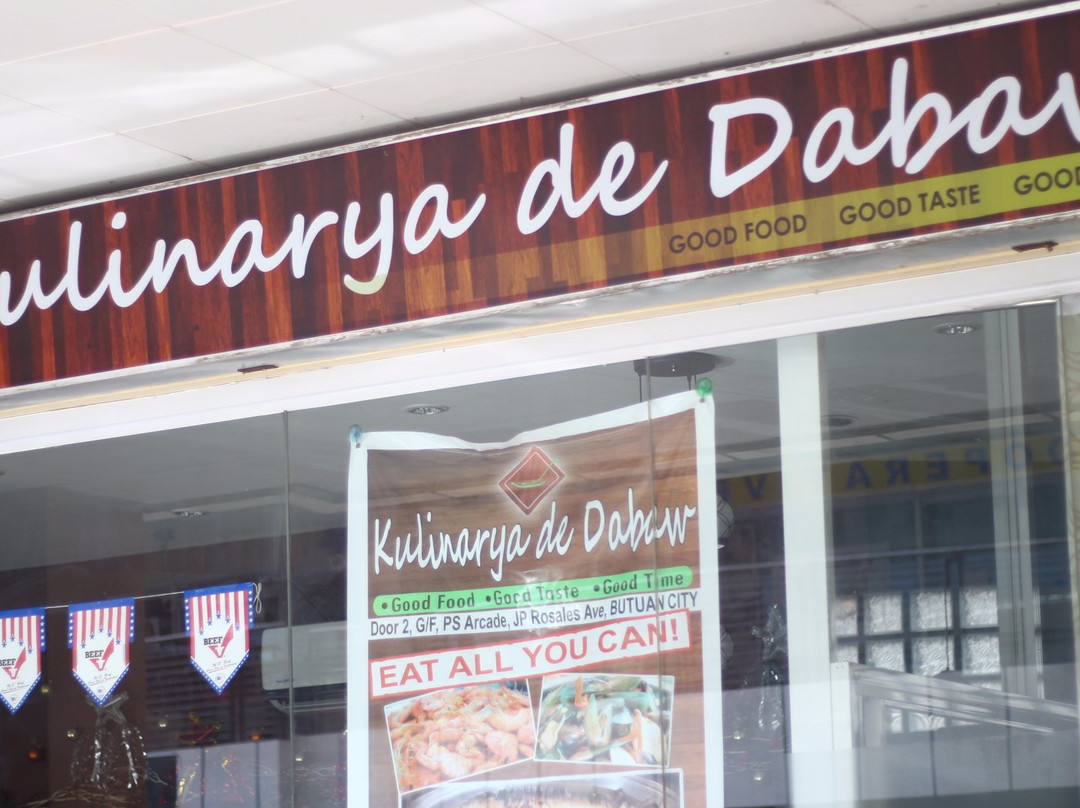 ulinarya de Dabaw
GOOD FOOD GOOD TASTE GOOD
Kulinarya de Dabaw
•Good Food •Good Taste •Good Time
Door 2, G/F, PS Arcade, JP Rosales Ave, BUTUAN CITY
EAT ALL YOU CAN!
BEEF
BEEF
BEEF